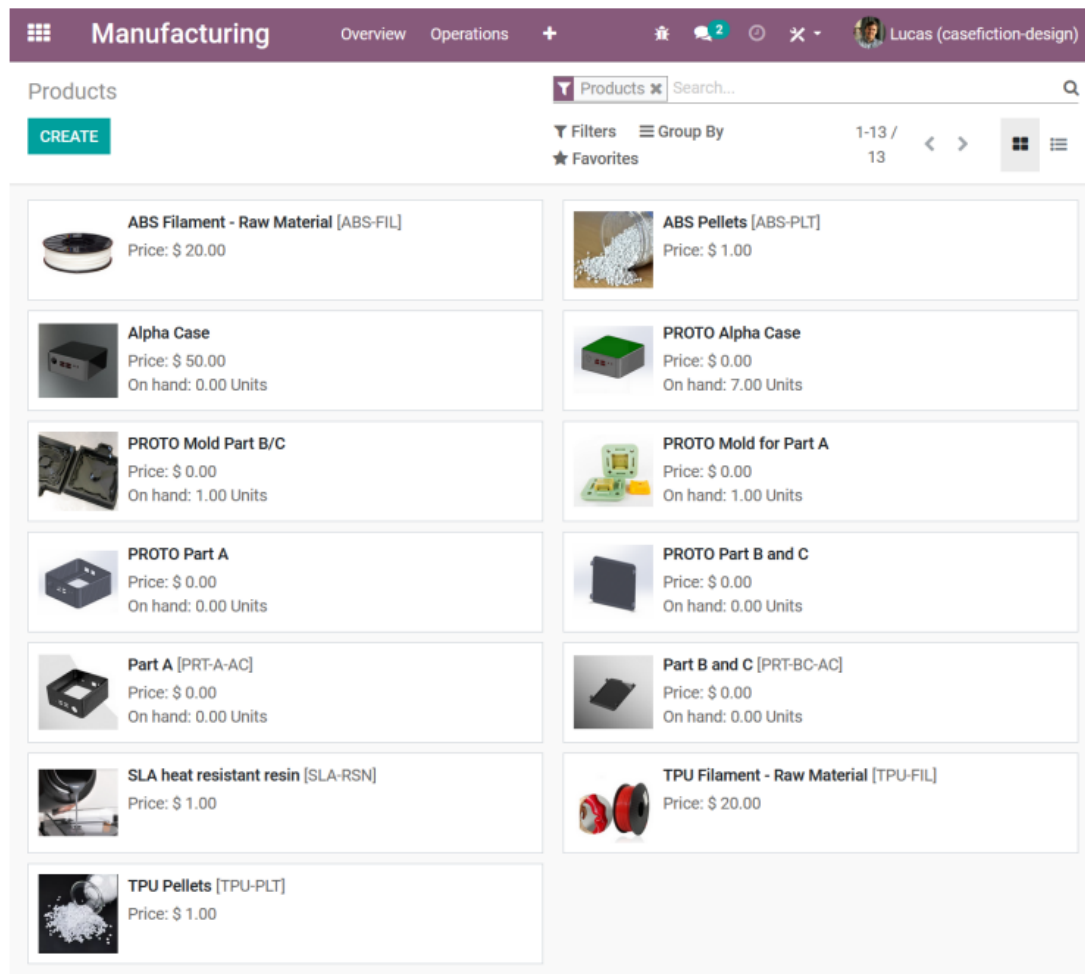 Manufacturing Overview Operations + 2 Lucas (casefiction-design)
Products
Products × Search...
CREATE
Filters Group By
Favorites
1-13 /
13
ABS Filament - Raw Material [ABS-FIL]
Price: $ 20.00
ABS Pellets [ABS-PLT]
Price: $ 1.00
Alpha Case
Price: $ 50.00
On hand: 0.00 Units
PROTO Alpha Case
Price: $ 0.00
On hand: 7.00 Units
PROTO Mold Part B/C
Price: $ 0.00
On hand: 1.00 Units
PROTO Mold for Part A
Price: $ 0.00
On hand: 1.00 Units
PROTO Part A
Price: $ 0.00
On hand: 0.00 Units
PROTO Part B and C
Price: $ 0.00
On hand: 0.00 Units
Part A [PRT-A-AC]
Price: $ 0.00
On hand: 0.00 Units
Part B and C [PRT-BC-AC]
Price: $ 0.00
On hand: 0.00 Units
SLA heat resistant resin [SLA-RSN]
Price: $ 1.00
TPU Filament - Raw Material [TPU-FIL]
Price: $ 20.00
TPU Pellets [TPU-PLT]
Price: $ 1.00